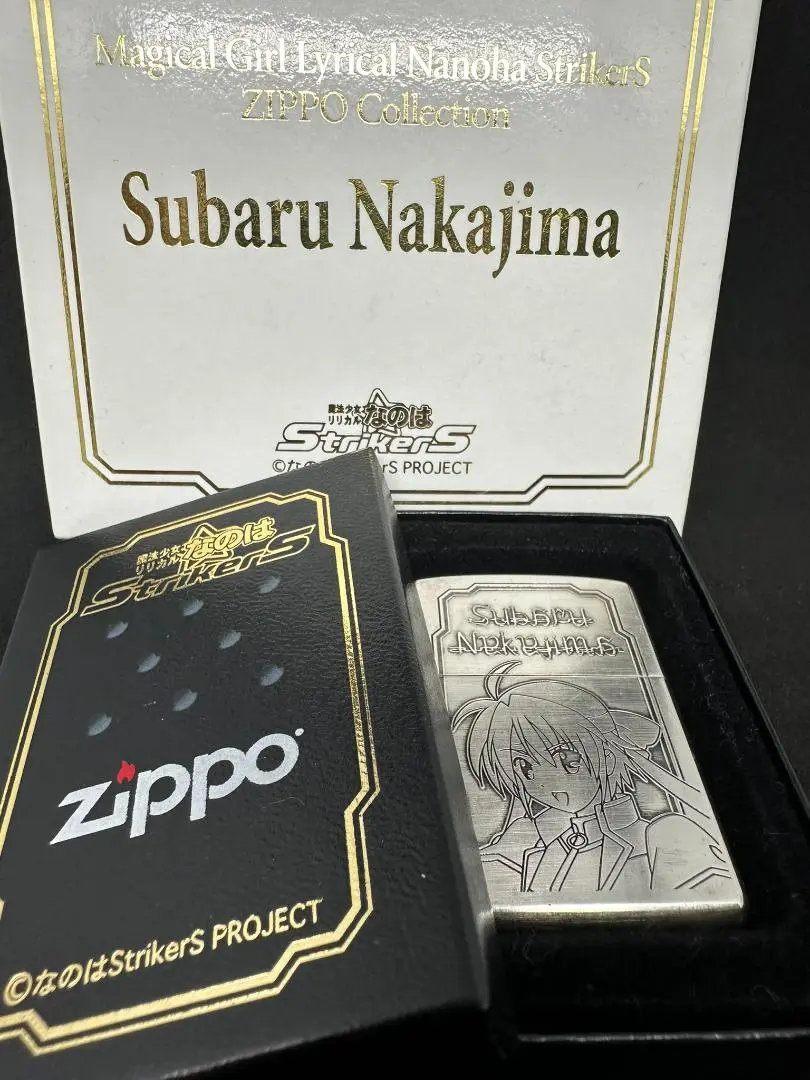 Magical Girl Lyrical Nanoha StrikerS
ZIPPO Collection
Subaru Nakajima
魔法少女
リリカル なのは
StrikerS
©な StrikerS PROJECT
魔法少女
リリカル なのは
StrikerS
zippo
©なのはStrikerS PROJECT
Subaru
Nakajima